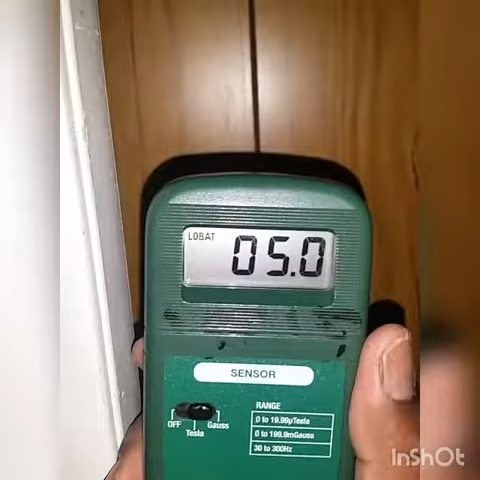 LOBAT
05.0
SENSOR
RANGE
0 to 19.99µTesla
0 to 199.9mGauss
30 to 300Hz
OFF
Tesla
Gauss
InShOt